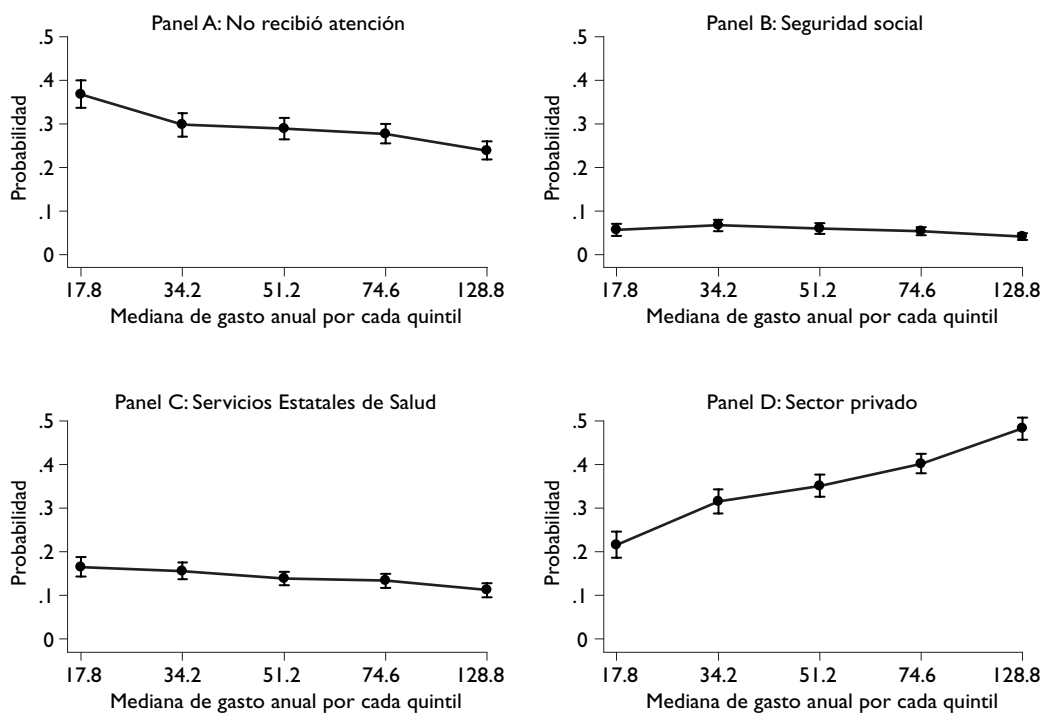 Panel A: No recibió atención
.5
.4
.3
.2
.1
0
Probabilidad
17.8 34.2 51.2 74.6 128.8
Mediana de gasto anual por cada quintil
Panel B: Seguridad social
.5
.4
.3
.2
.1
0
Probabilidad
17.8 34.2 51.2 74.6 128.8
Mediana de gasto anual por cada quintil
Panel C: Servicios Estatales de Salud
.5
.4
.3
.2
.1
0
Probabilidad
17.8 34.2 51.2 74.6 128.8
Mediana de gasto anual por cada quintil
Panel D: Sector privado
.5
.4
.3
.2
.1
0
Probabilidad
17.8 34.2 51.2 74.6 128.8
Mediana de gasto anual por cada quintil